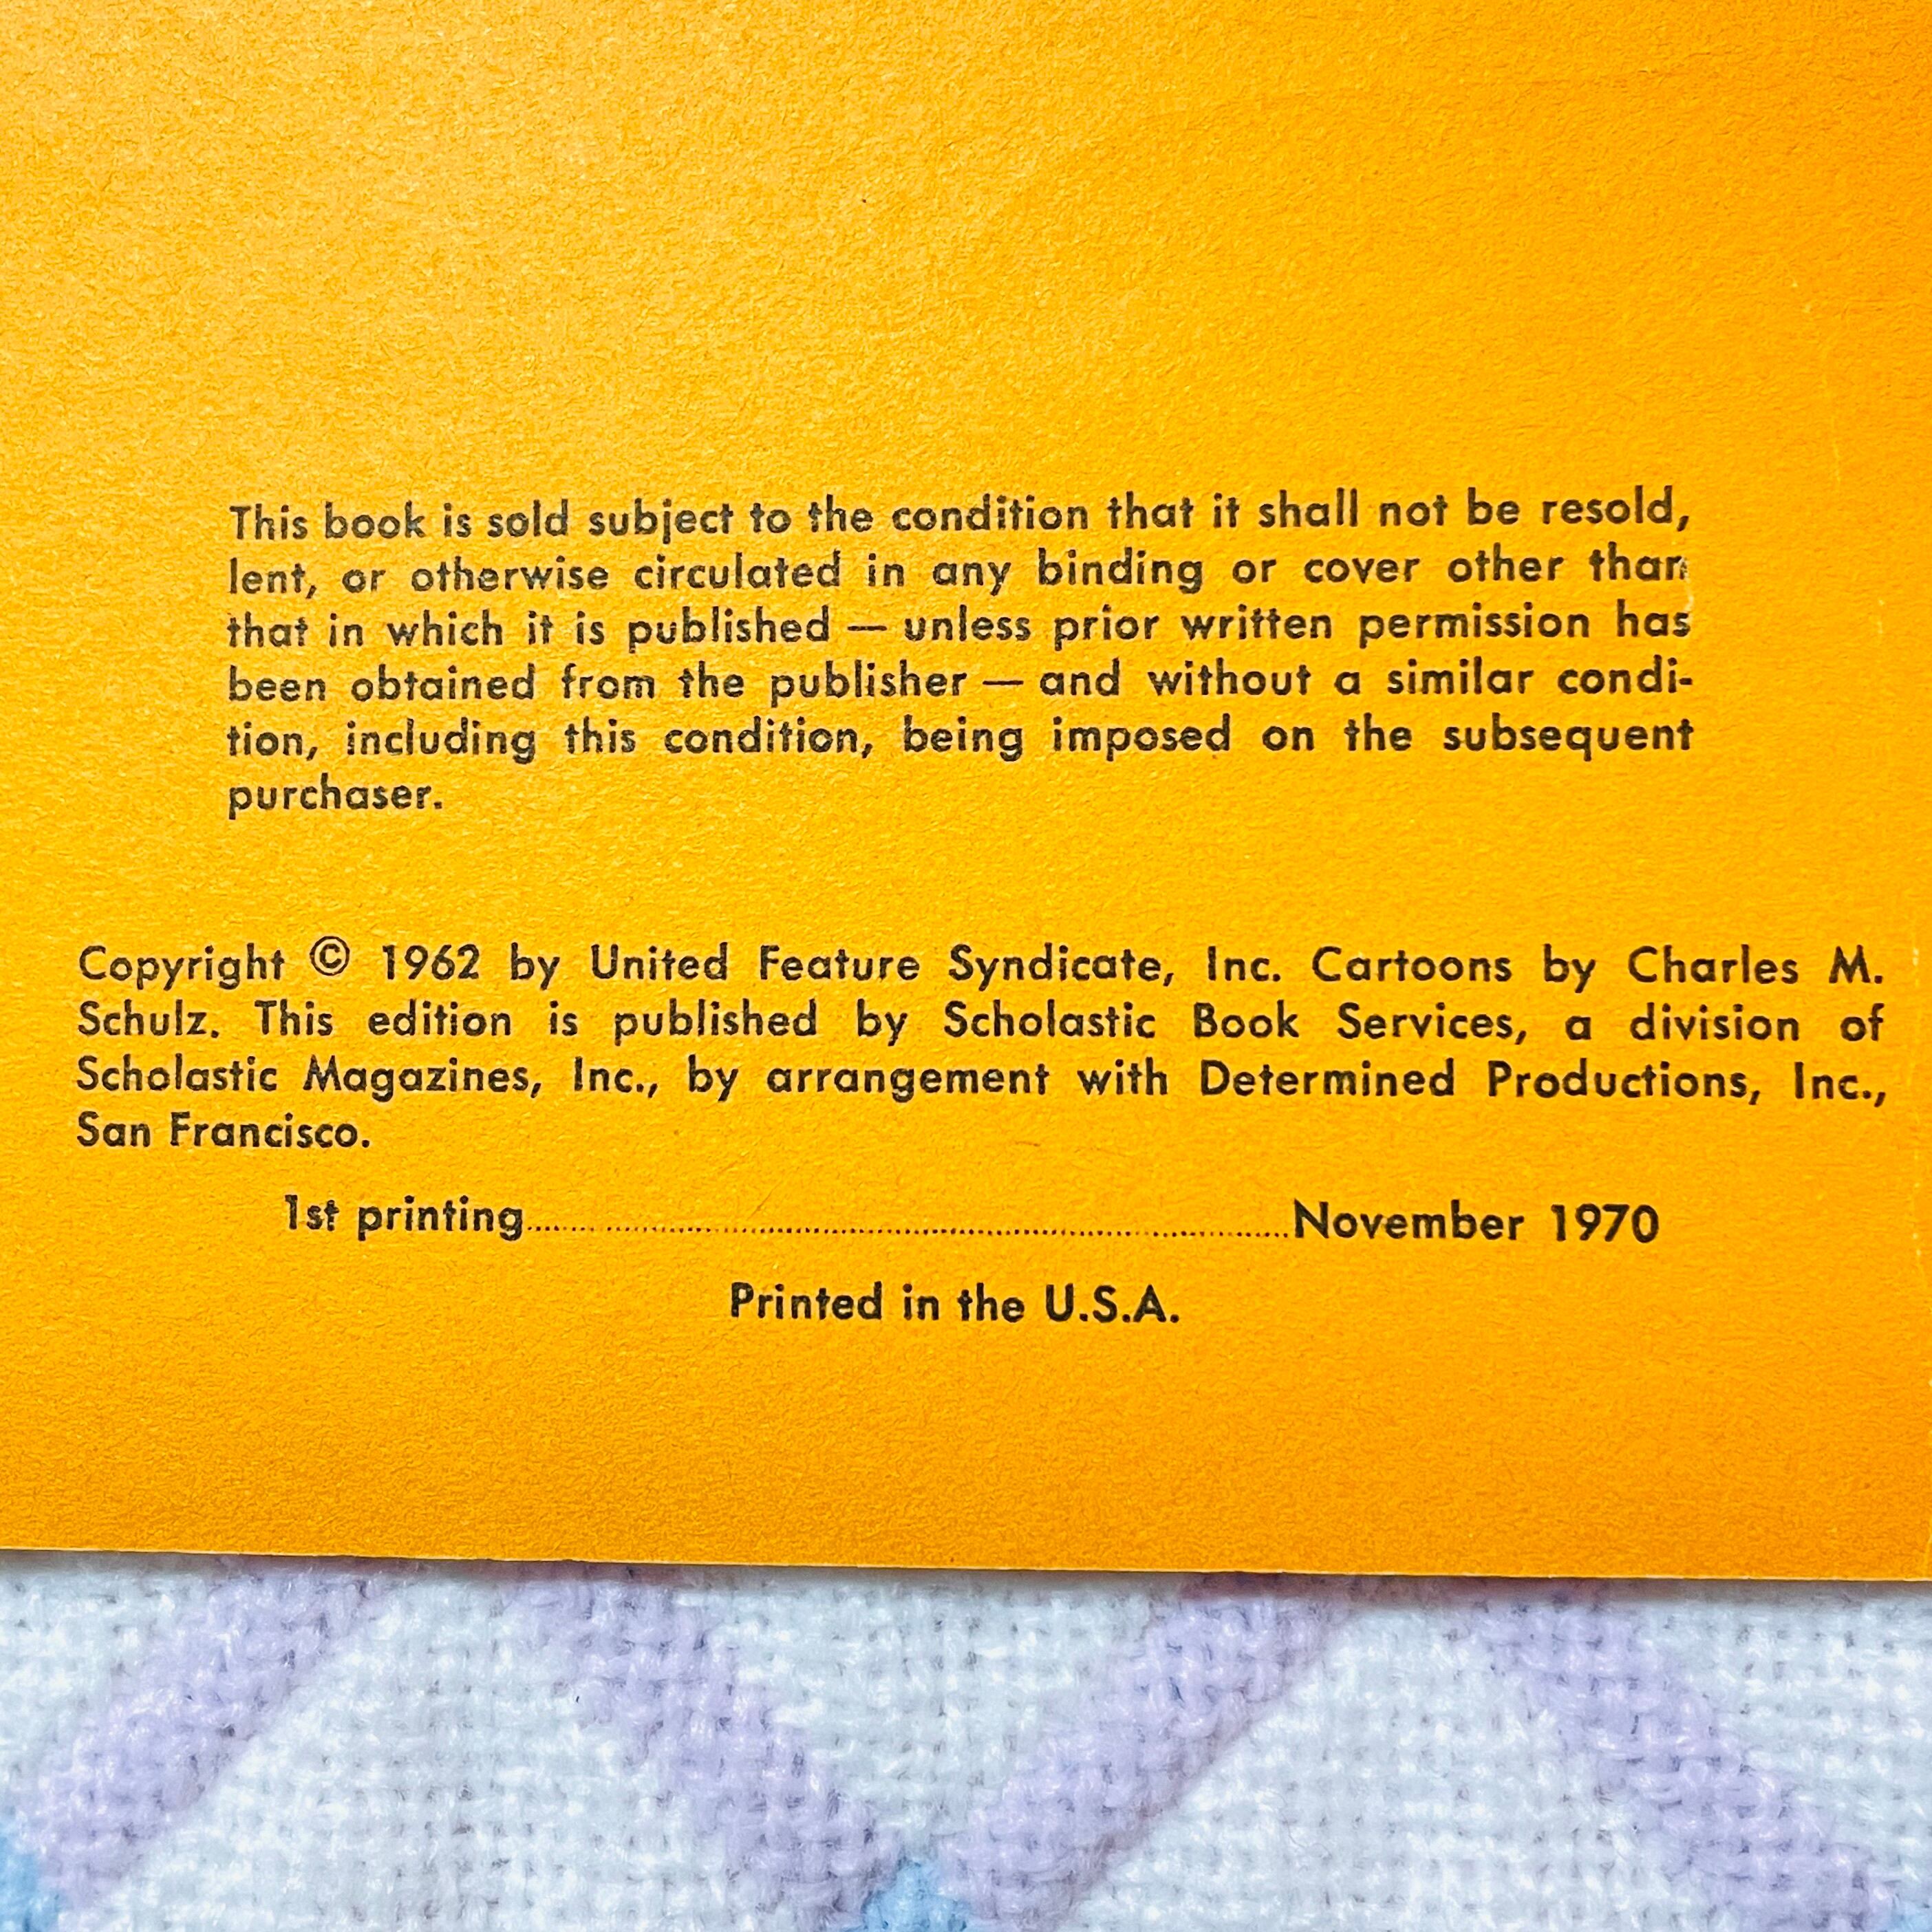 This book is sold subject to the condition that it shall not be resold,
lent, or otherwise circulated in any binding or cover other than
that in which it is published — unless prior written permission has
been obtained from the publisher — and without a similar condi-
tion, including this condition, being imposed on the subsequent
purchaser.
Copyright © 1962 by United Feature Syndicate, Inc. Cartoons by Charles M.
Schulz. This edition is published by Scholastic Book Services, a division of
Scholastic Magazines, Inc., by arrangement with Determined Productions, Inc.,
San Francisco.
1st printing..........................................................................November 1970
Printed in the U.S.A.